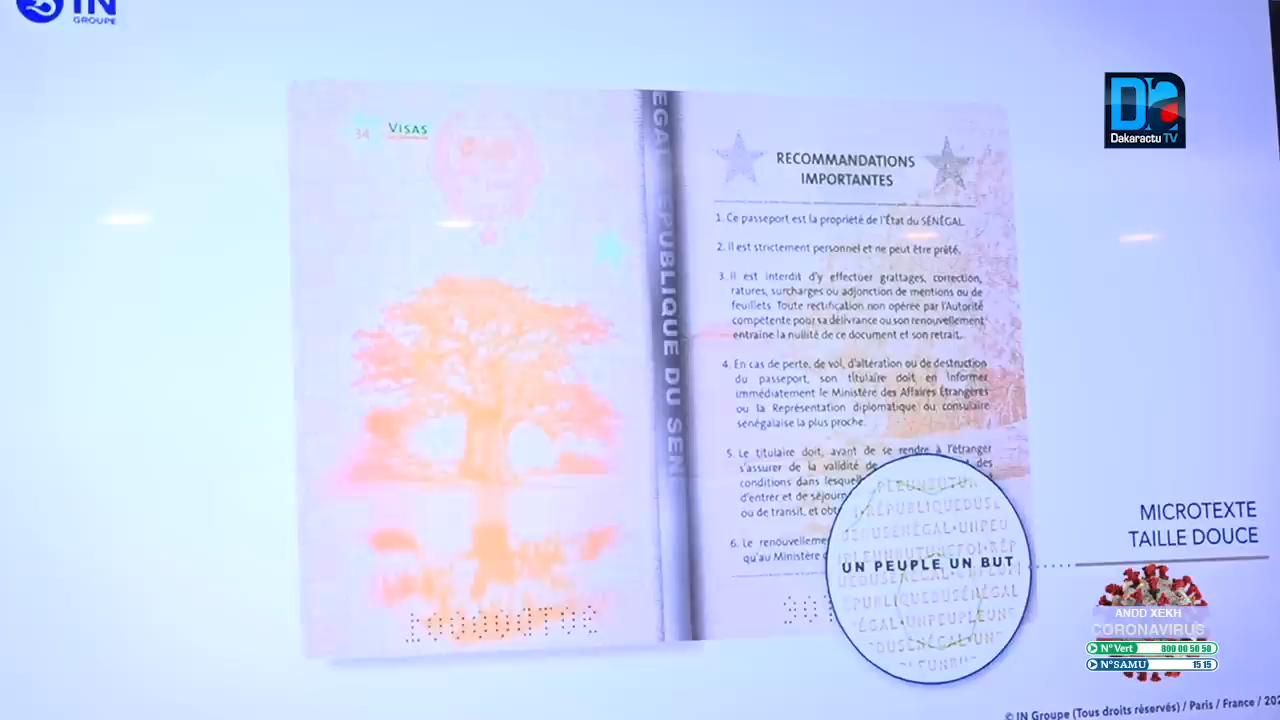 IN
GROUPE
Dakaractu TV
34
VISAS
EGAL REPUBLIQUE DU SEN
RECOMMANDATIONS
IMPORTANTES
1. Ce passeport est la propriété de l'État du SÉNÉGAL.
2. Il est strictement personnel et ne peut être prêté.
3. Il est interdit d'y effectuer grattages, correction,
ratures, surcharges ou adjonction de mentions ou de
feuillets. Toute rectification non opérée par l'Autorité
compétente pour sa délivrance ou son renouvellement
entraine la nullité de ce document et son retrait.
4. En cas de perte, de vol, d'altération ou de destruction
du passeport, son titulaire doit en informer
immédiatement le Ministère des Affaires Étrangères
ou la Représentation diplomatique ou consulaire
sénégalaise la plus proche.
5. Le titulaire doit, avant de se rendre à l'étranger
s'assurer de la validité de des
conditions dans
d'entrer et de
ou de transit, et
6. Le
qu'au Ministère
UN PEUPLE UN BUT
MICROTEXTE
TAILLE DOUCE
ANDD XEKH
CORONAVIRUS
N° Vert 800 00 50 50
N°SAMU 15 15
© IN Groupe (Tous droits réservés) / Paris / France /